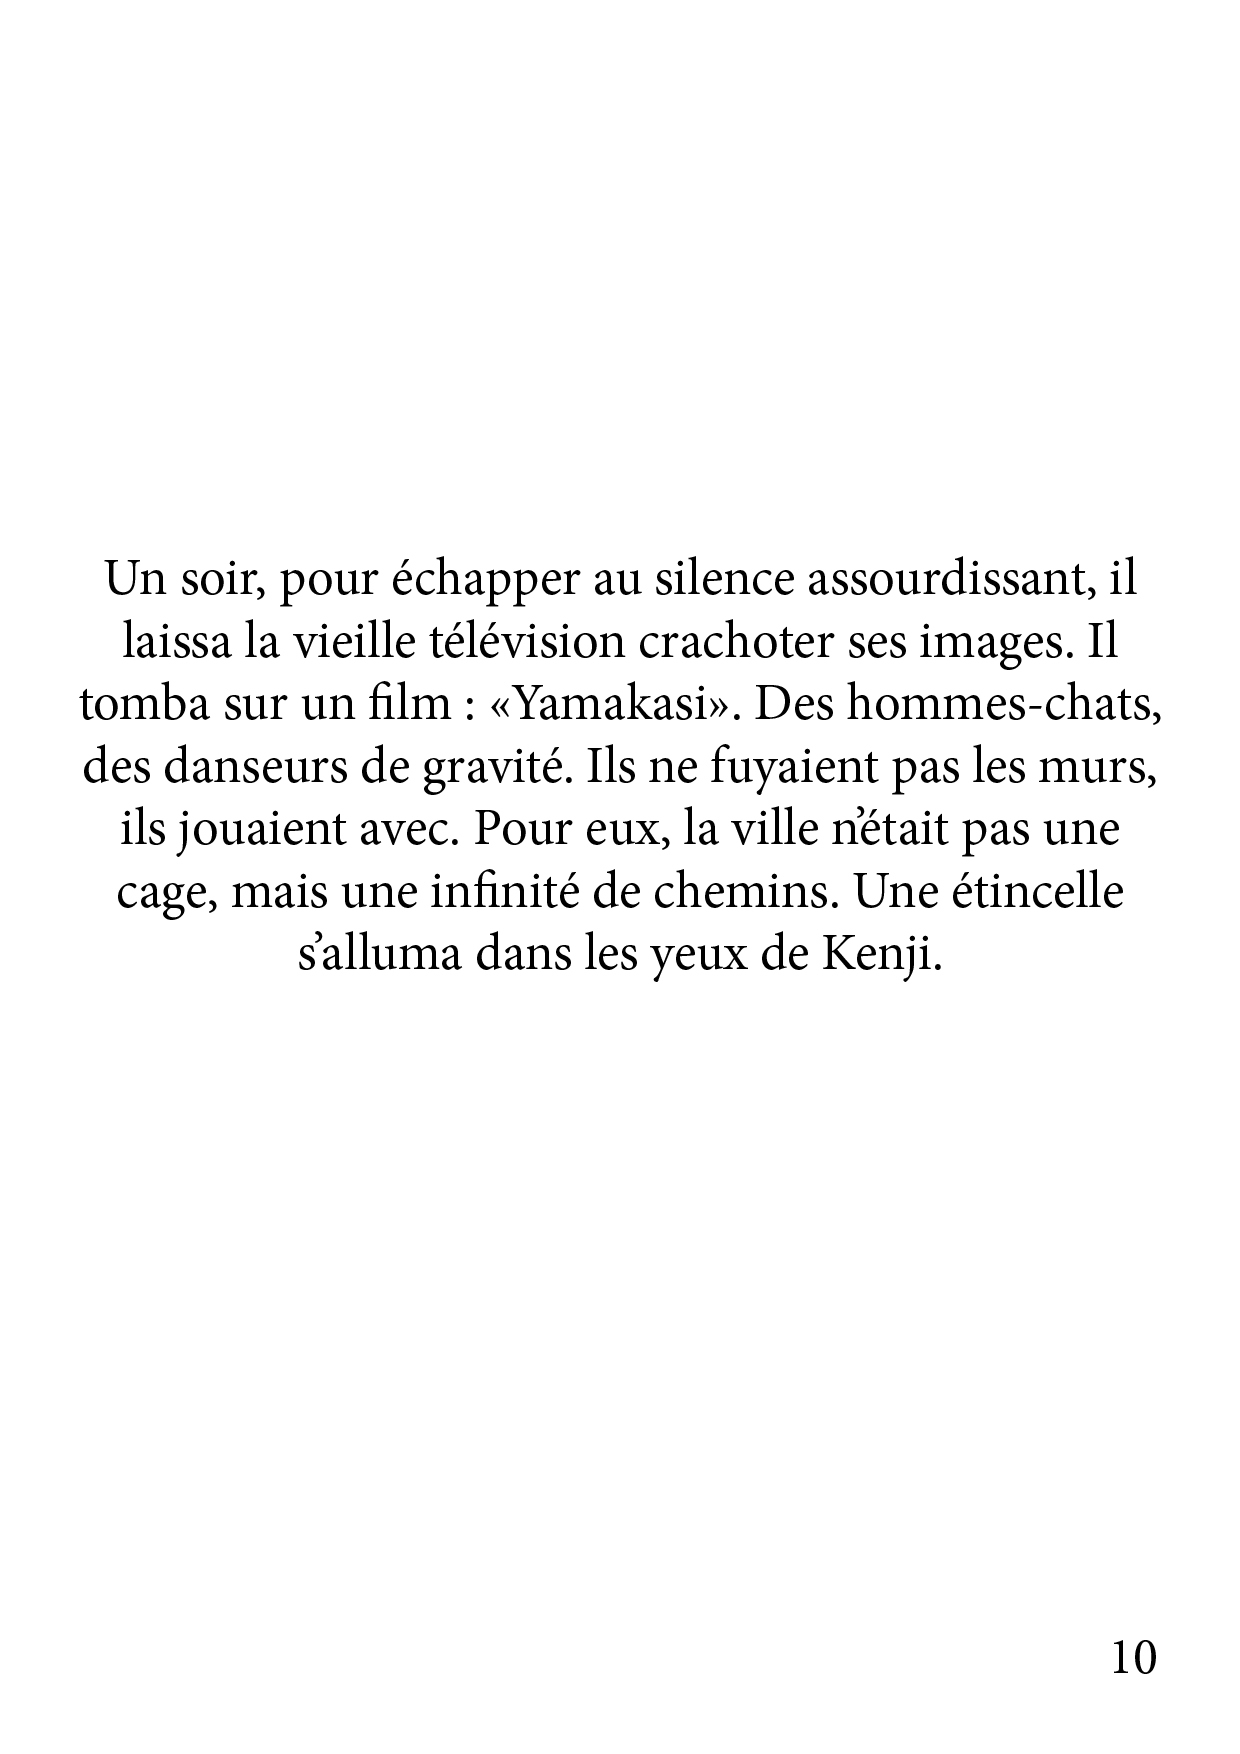 Un soir, pour échapper au silence assourdissant, il
laissa la vieille télévision crachoter ses images. Il
tomba sur un film : «Yamakasi». Des hommes-chats,
des danseurs de gravité. Ils ne fuyaient pas les murs,
ils jouaient avec. Pour eux, la ville n’était pas une
cage, mais une infinité de chemins. Une étincelle
s’alluma dans les yeux de Kenji.
10